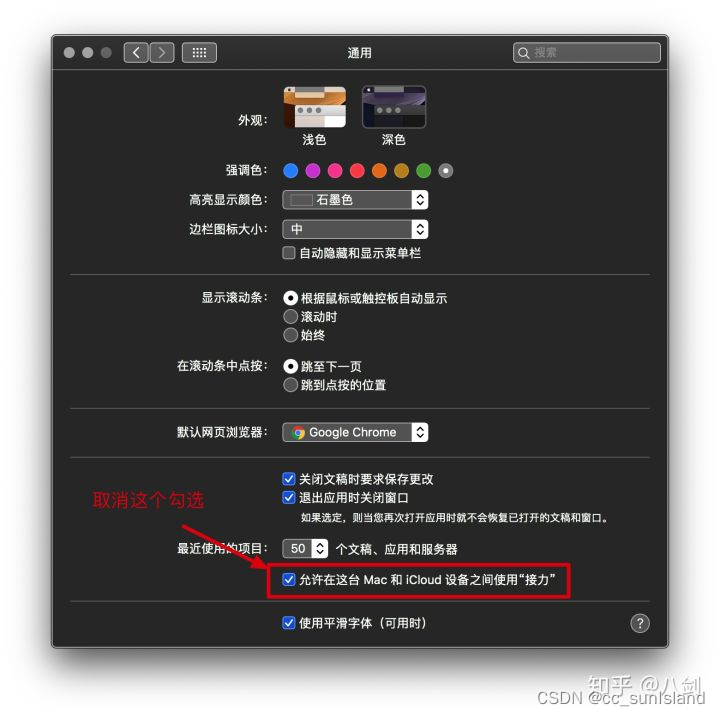 通用
搜索
外观：
浅色
深色
强调色：
高亮显示颜色：
石墨色
边栏图标大小：
中
自动隐藏和显示菜单栏
显示滚动条：
根据鼠标或触控板自动显示
滚动时
始终
在滚动条中点按：
跳至下一页
跳到点按的位置
默认网页浏览器：
Google Chrome
关闭文稿时要求保存更改
取消这个勾选
退出应用时关闭窗口
如果选定，则当您再次打开应用时就不会恢复已打开的文稿和窗口。
最近使用的项目：
50
个文稿、应用和服务器
允许在这台 Mac 和 iCloud 设备之间使用“接力”
使用平滑字体（可用时）
?
知乎 @八剑
CSDN @cc_sunIsland